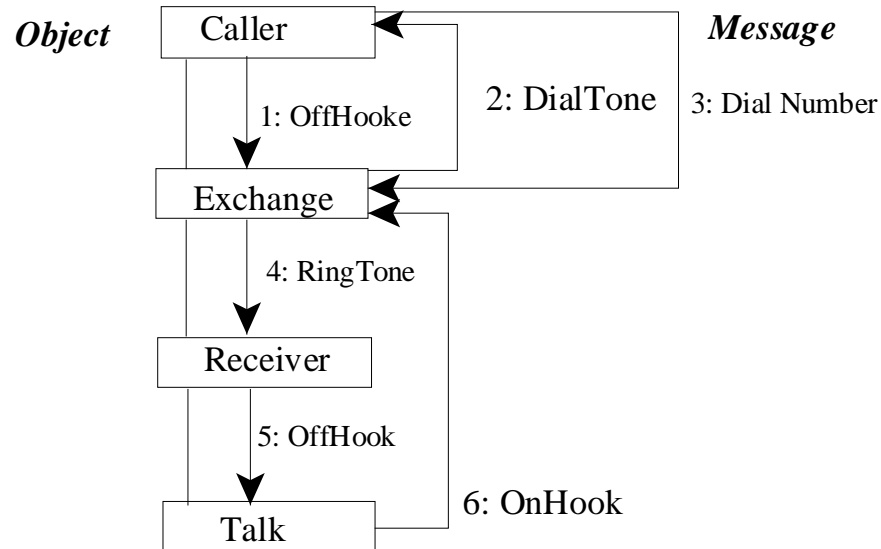 Object
Caller
Message
1: OffHooke
2: DialTone
3: Dial Number
Exchange
4: RingTone
Receiver
5: OffHook
6: OnHook
Talk